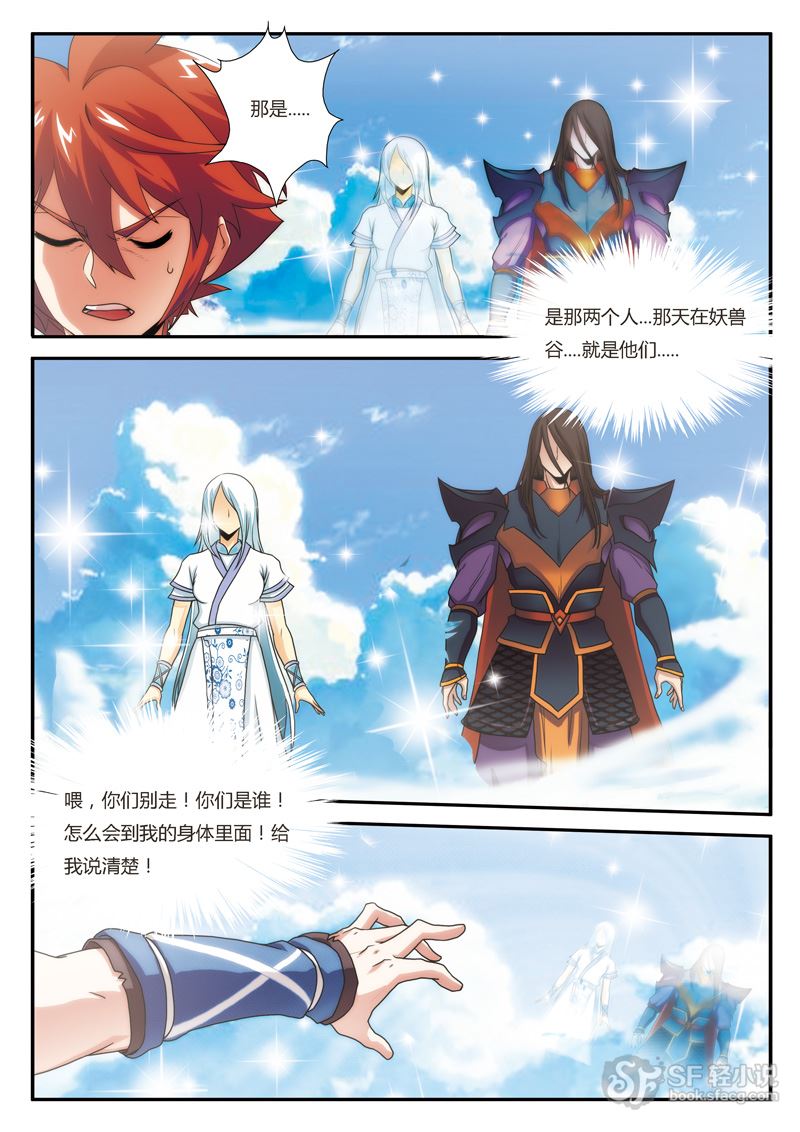 那是.....
是那两个人...那天在妖兽
谷....就是他们.....
喂，你们别走！你们是谁！
怎么会到我的身体里面！给
我说清楚！
SF 轻小说
book.sfacg.com